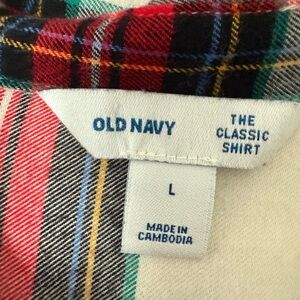 OLD NAVY
THE
CLASSIC
SHIRT
L
MADE IN
CAMBODIA